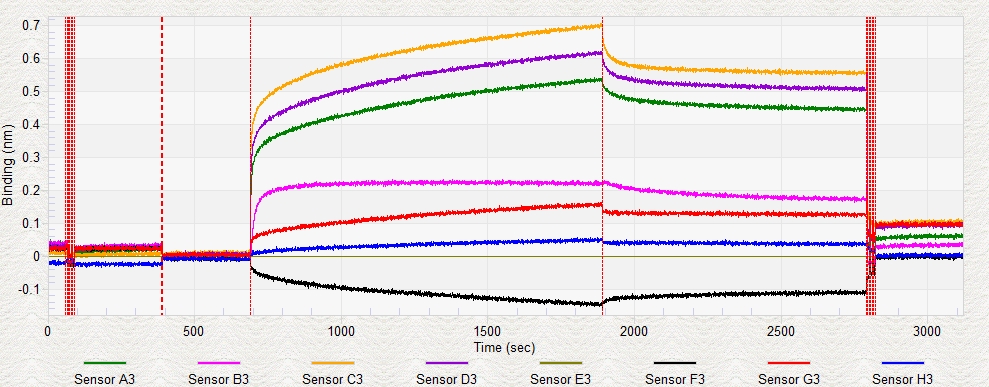 0.7
0.6
0.5
0.4
0.3
0.2
0.1
0
-0.1
Binding (nm)
0 500 1000 1500 2000 2500 3000
Time (sec)
Sensor A3 Sensor B3 Sensor C3 Sensor D3 Sensor E3 Sensor F3 Sensor G3 Sensor H3